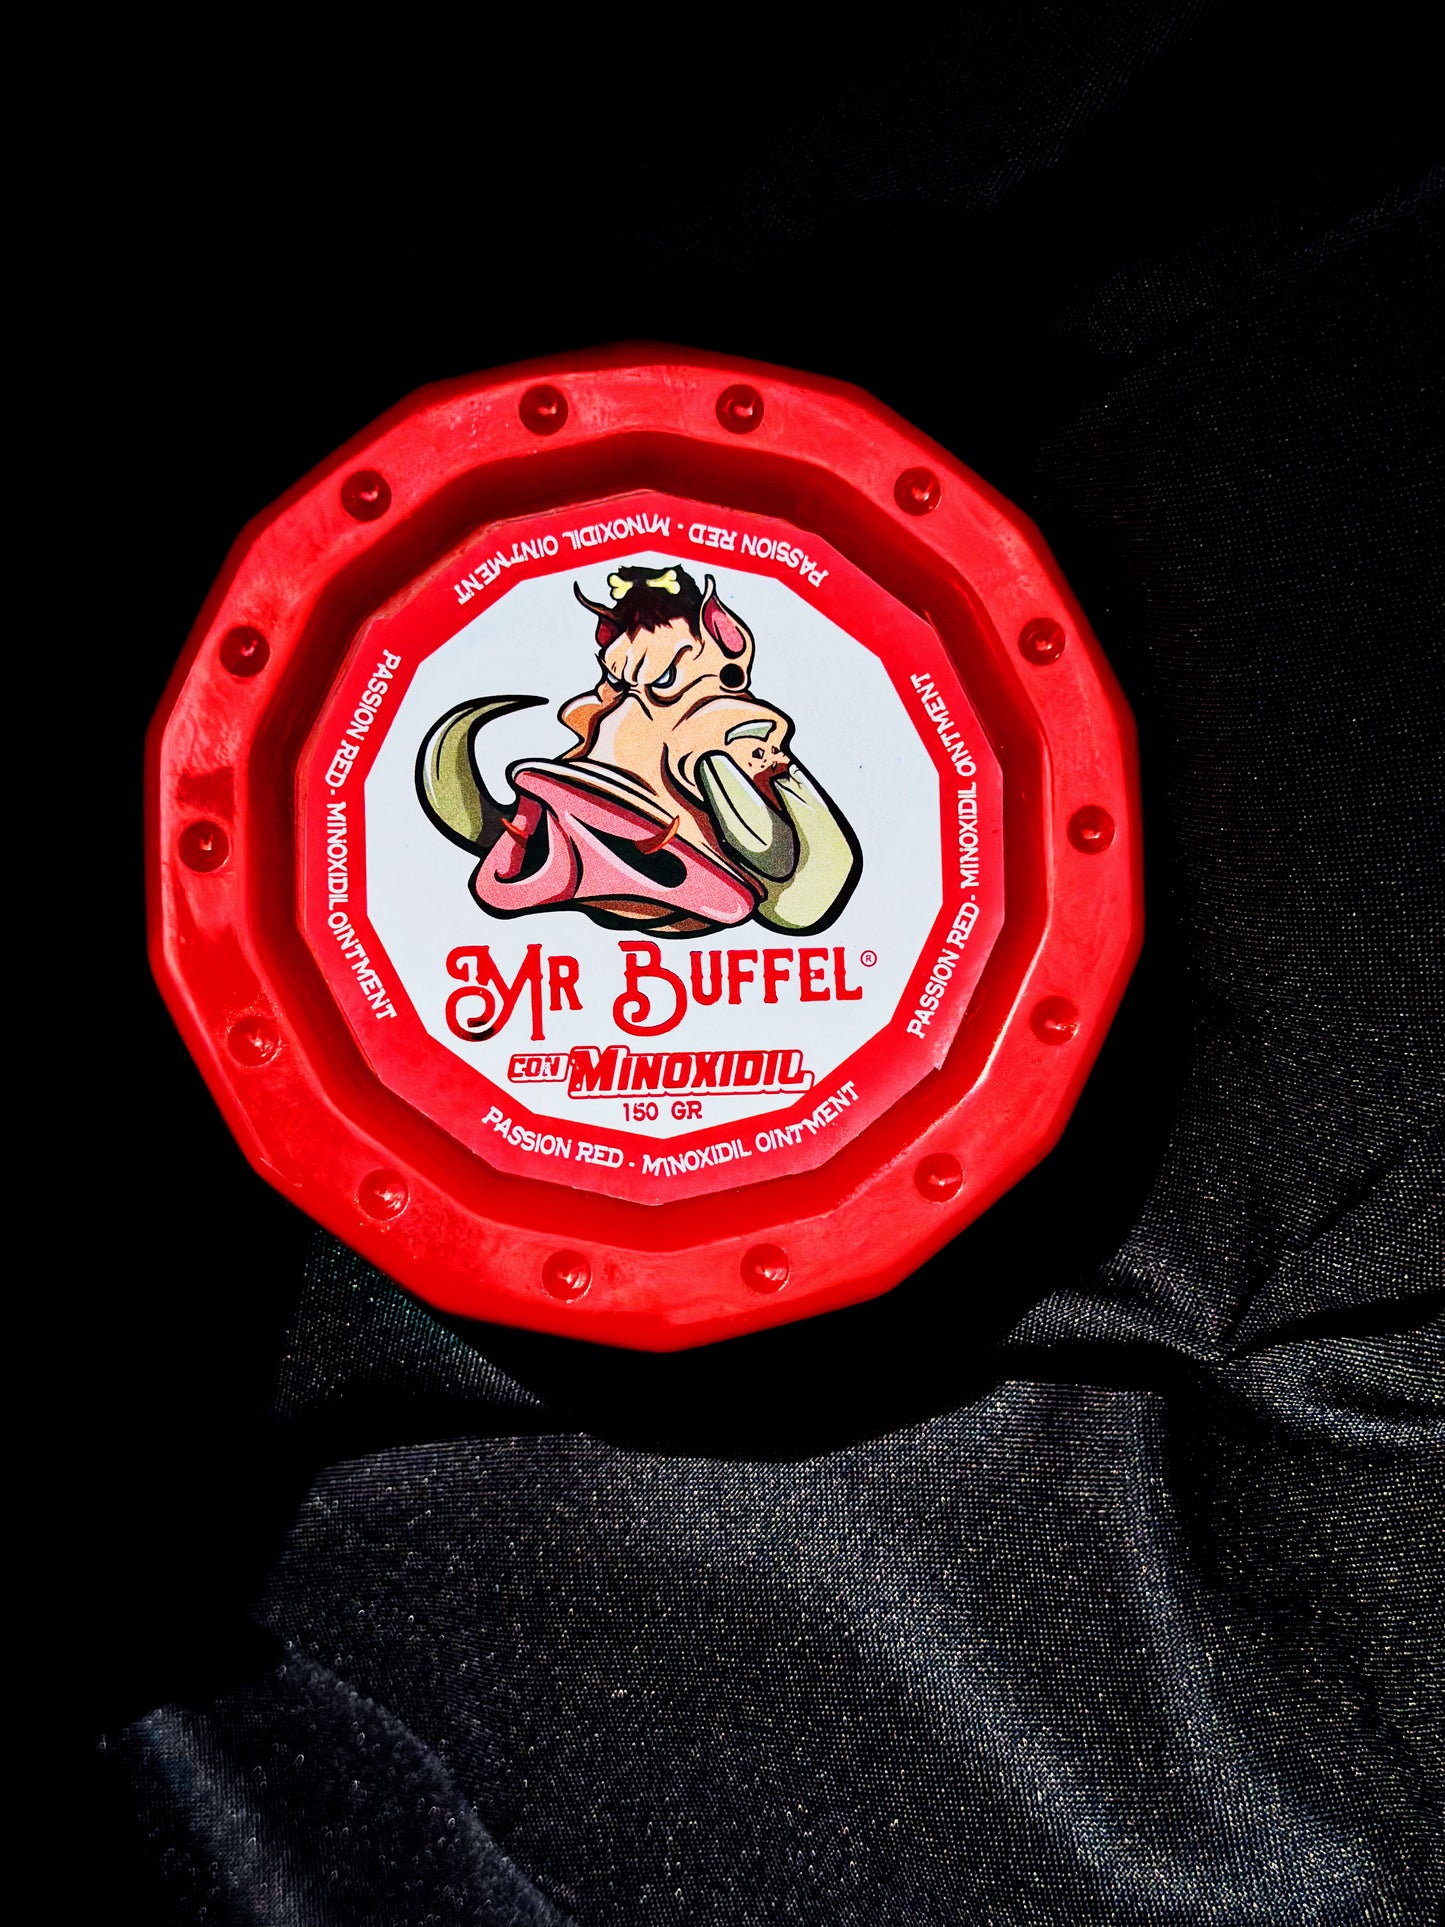 PASSION RED - MINOXIDIL OINTMENT
PASSION RED - MINOXIDIL OINTMENT
PASSION RED - MINOXIDIL OINTMENT
MR BUFFEL®
CON MINOXIDIL
150 GR
PASSION RED - MINOXIDIL OINTMENT